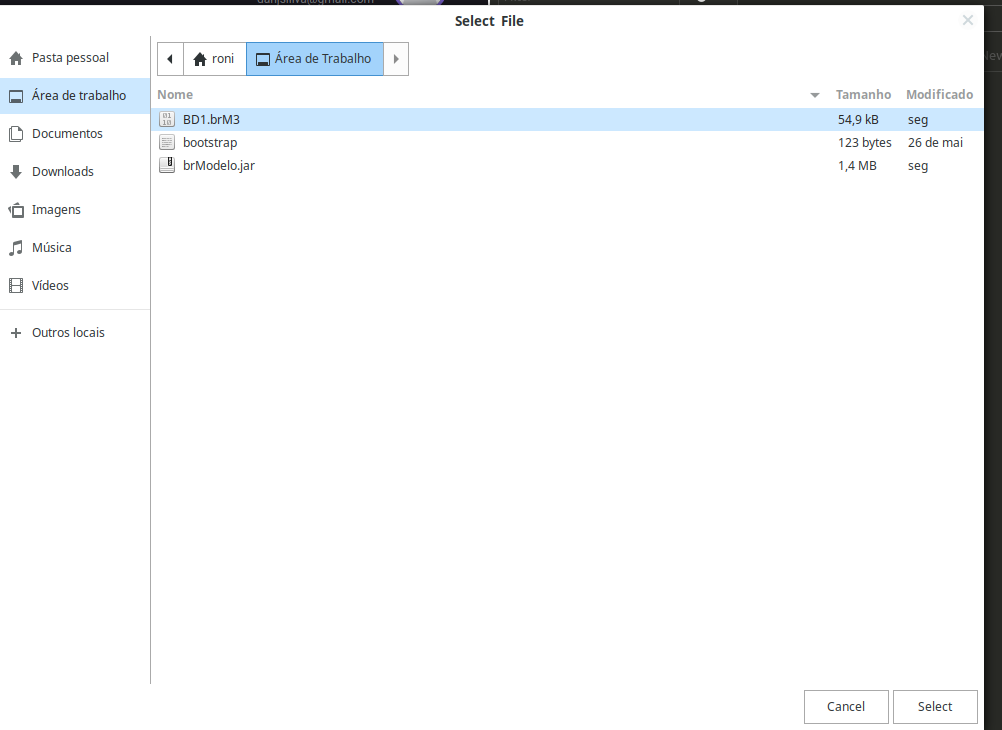 Select File
Pasta pessoal
Área de trabalho
Documentos
Downloads
Imagens
Música
Vídeos
Outros locais
roni Área de Trabalho
Nome Tamanho Modificado
BD1.brM3 54,9 kB seg
bootstrap 123 bytes 26 de mai
brModelo.jar 1,4 MB seg
Cancel Select